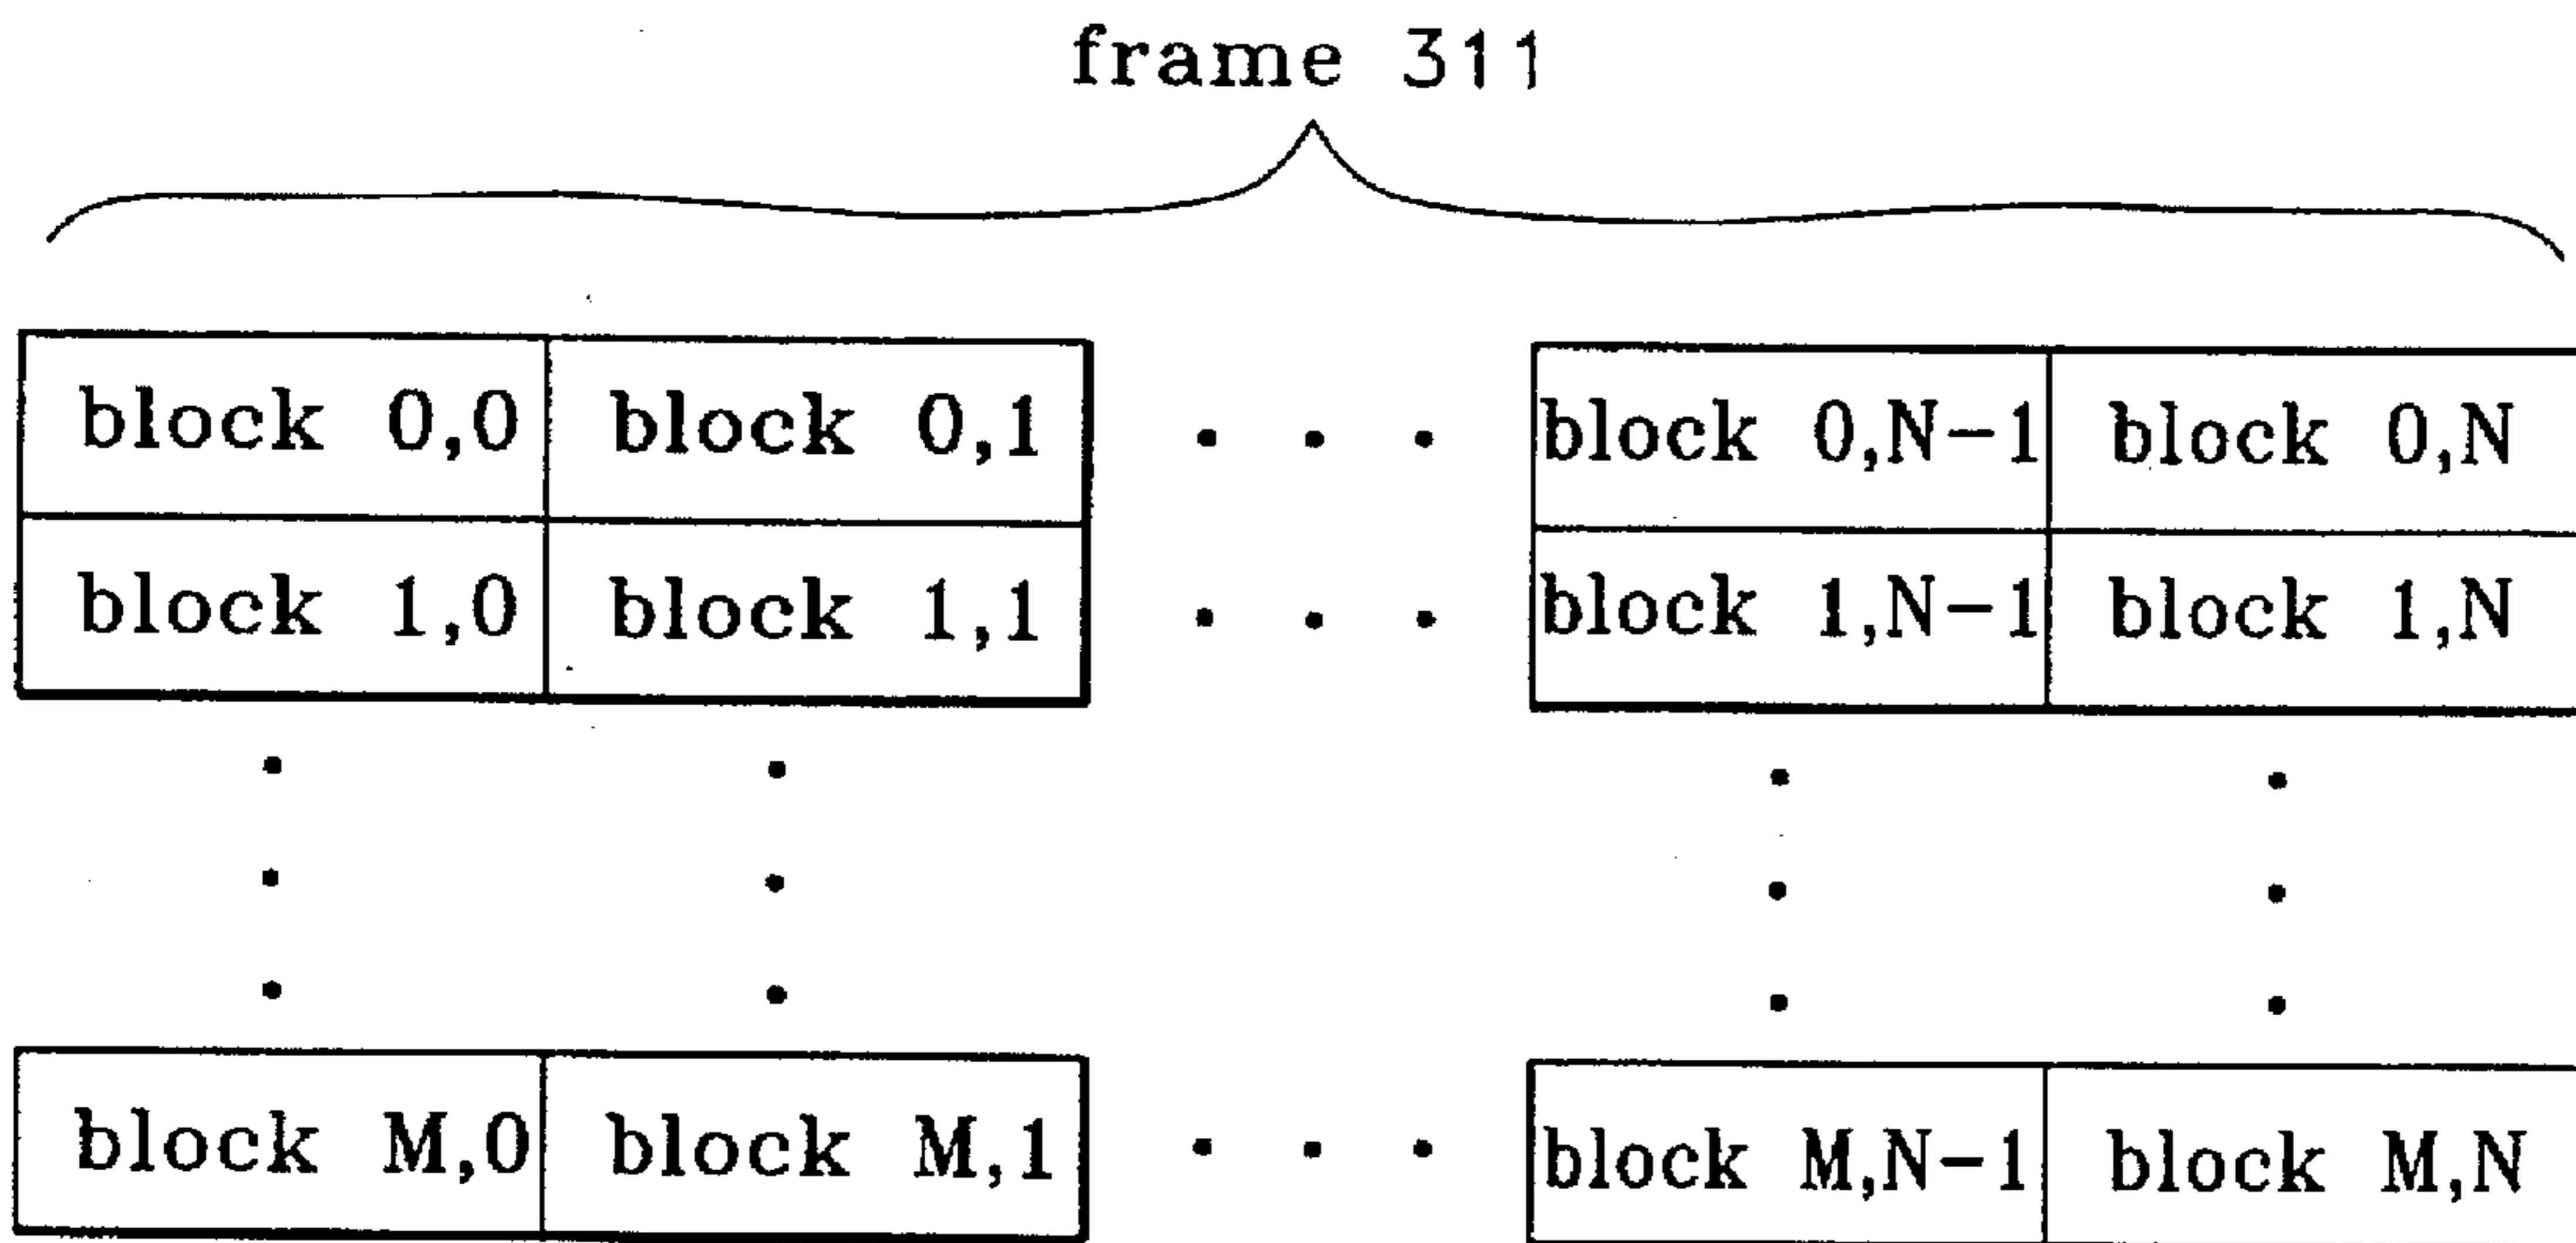 frame 311
block 0,0 block 0,1 . . . block 0,N-1 block 0,N
block 1,0 block 1,1 . . . block 1,N-1 block 1,N
block M,0 block M,1 . . . block M,N-1 block M,N